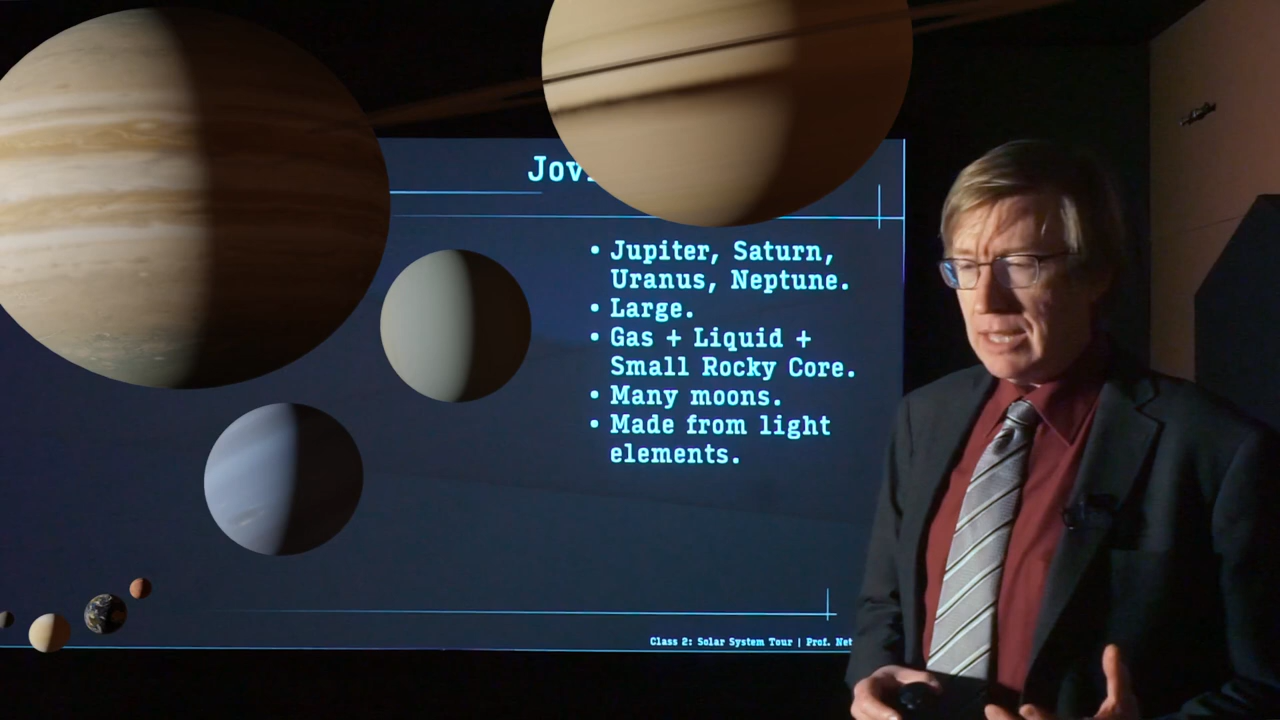 Jov
• Jupiter, Saturn,
Uranus, Neptune.
• Large.
• Gas + Liquid +
Small Rocky Core.
• Many moons.
• Made from light
elements.
Class 2: Solar System Tour | Prof. Net